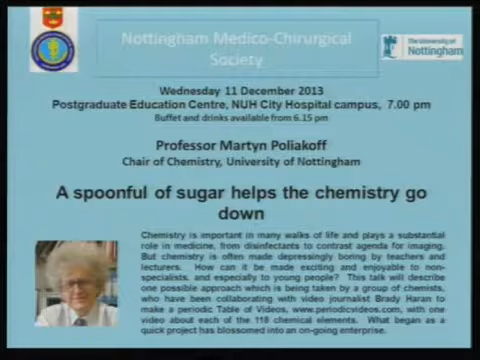 Nottingham Medico-Chirurgical
Society
The University of
Nottingham
Wednesday 11 December 2013
Postgraduate Education Centre, NUH City Hospital campus, 7.00 pm
Buffet and drinks available from 6.15 pm
Professor Martyn Poliakoff
Chair of Chemistry, University of Nottingham
A spoonful of sugar helps the chemistry go
down
Chemistry is important in many walks of life and plays a substantial
role in medicine, from disinfectants to contrast agenda for imaging.
But chemistry is often made depressingly boring by teachers and
lecturers. How can it be made exciting and enjoyable to non-
specialists, and especially to young people? This talk will describe
one possible approach which is being taken by a group of chemists,
who have been collaborating with video journalist Brady Haran to
make a periodic Table of Videos, www.periodicvideos.com, with one
video about each of the 118 chemical elements. What began as a
quick project has blossomed into an on-going enterprise.